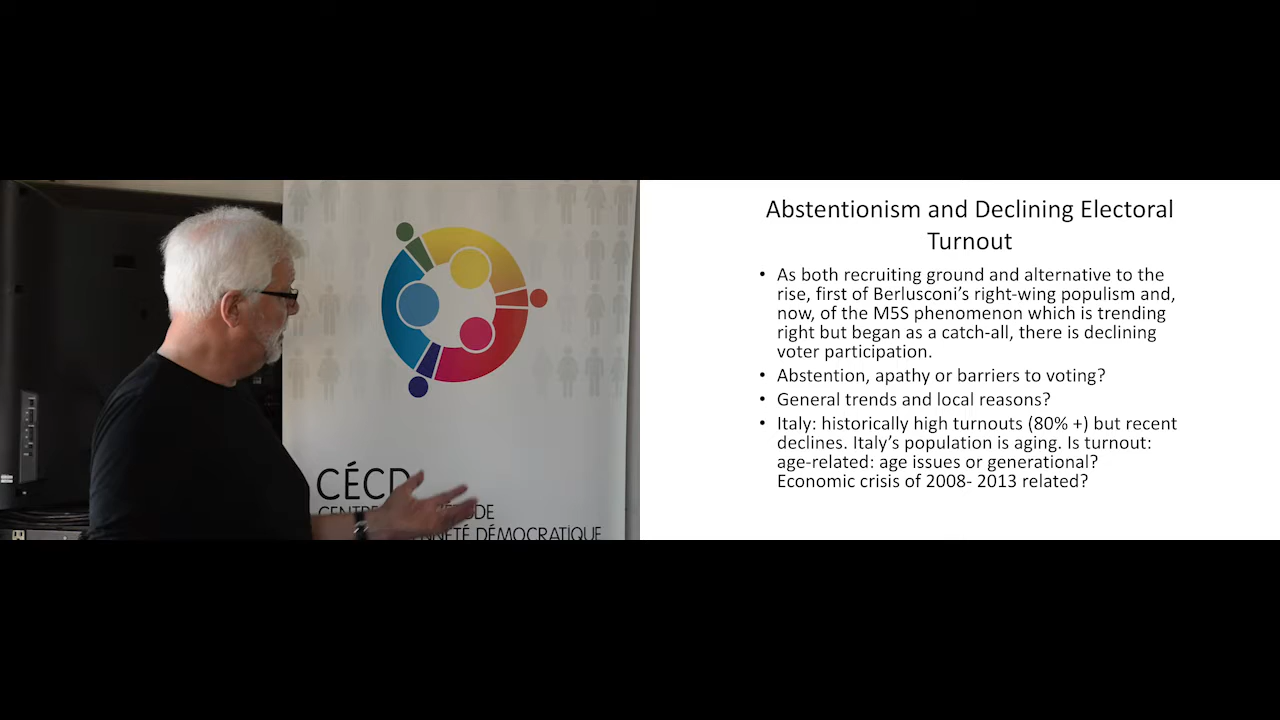 CÉCD
CENTRE DE
NNETÉ DÉMOCRATIQUE
Abstentionism and Declining Electoral
Turnout
• As both recruiting ground and alternative to the
rise, first of Berlusconi's right-wing populism and,
now, of the M5S phenomenon which is trending
right but began as a catch-all, there is declining
voter participation.
• Abstention, apathy or barriers to voting?
• General trends and local reasons?
• Italy: historically high turnouts (80% +) but recent
declines. Italy's population is aging. Is turnout:
age-related: age issues or generational?
Economic crisis of 2008- 2013 related?